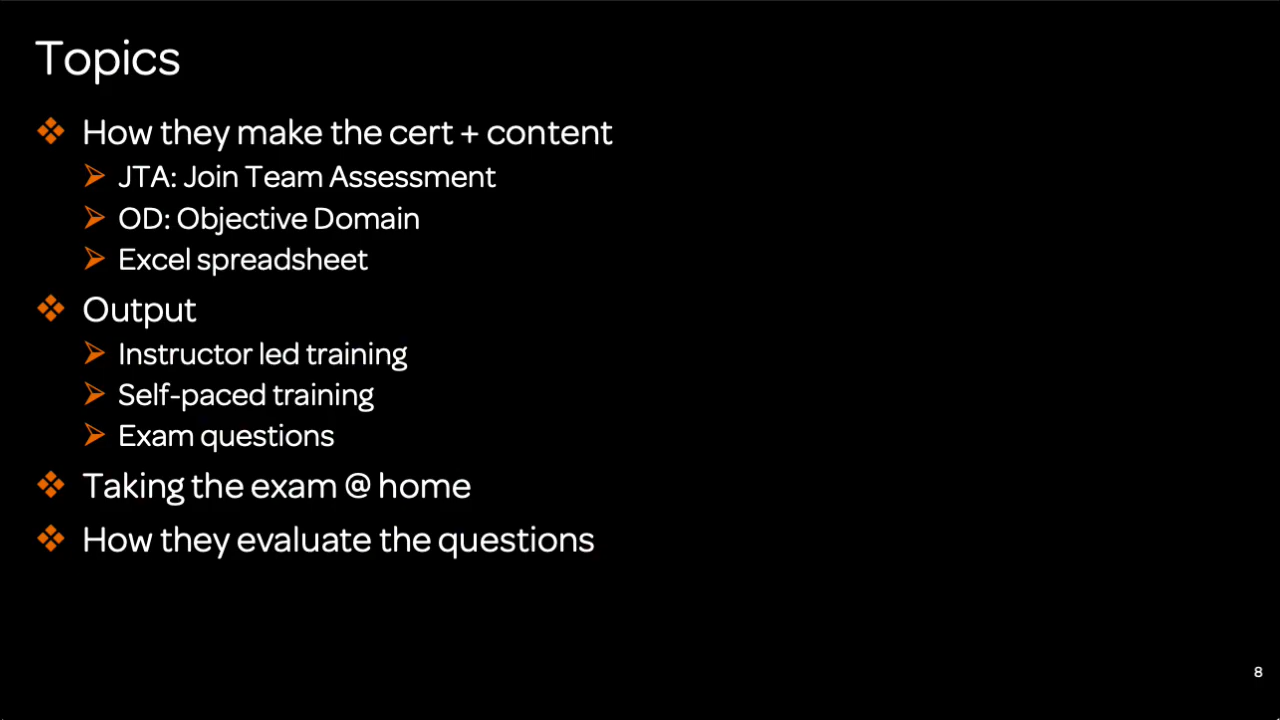 Topics
How they make the cert + content
JTA: Join Team Assessment
OD: Objective Domain
Excel spreadsheet
Output
Instructor led training
Self-paced training
Exam questions
Taking the exam @ home
How they evaluate the questions
8